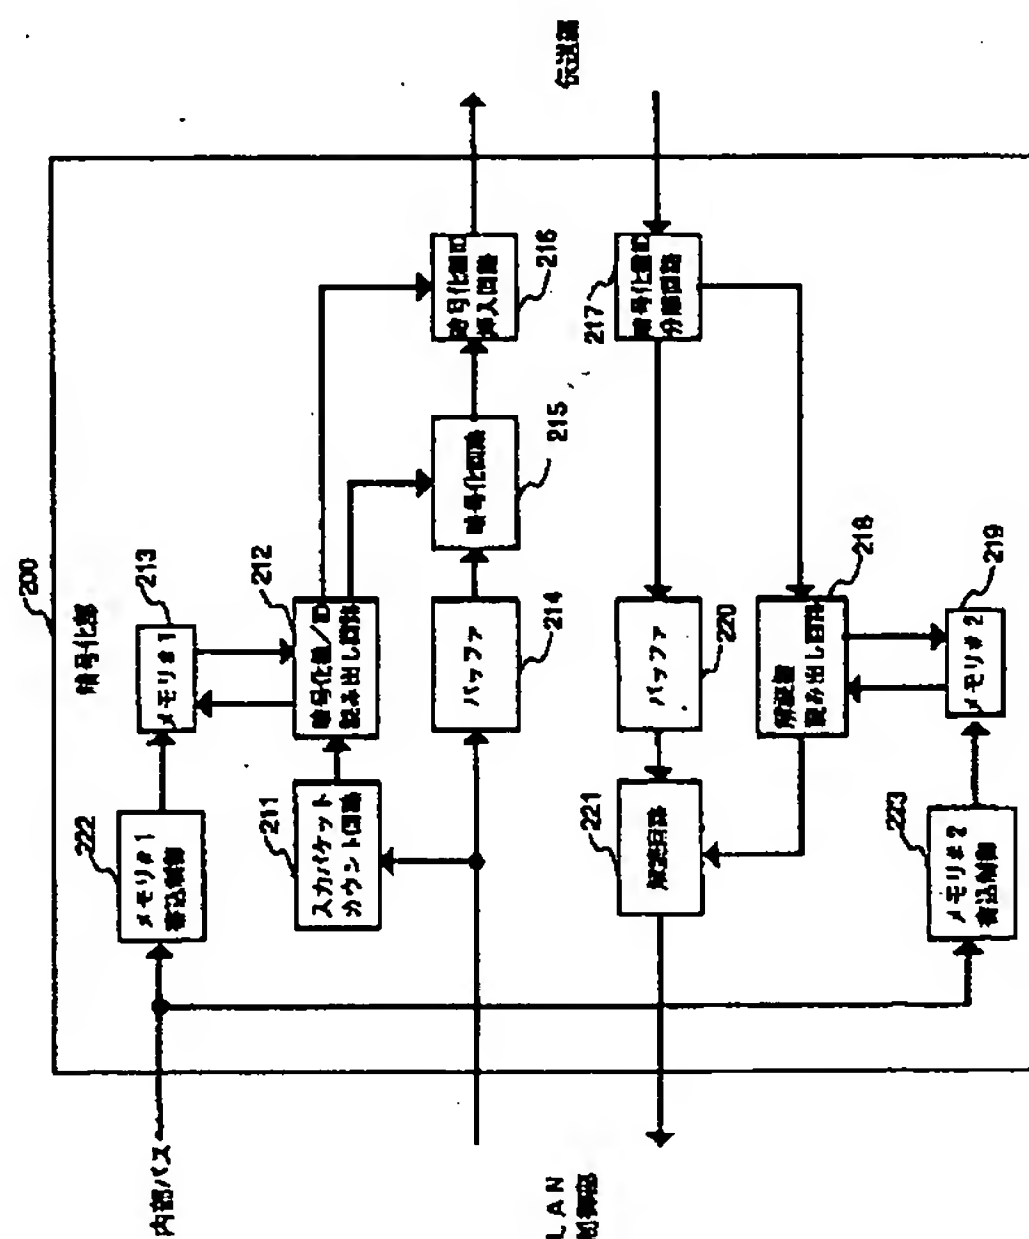 200
暗号化部
222
メモリ#1
書込制御
メモリ#1
213
211
入力パケット
カウント回路
212
暗号化鍵/ID
読み出し回路
バッファ
214
暗号化回路
215
暗号化鍵ID
挿入回路
216
217
暗号化鍵ID
分離回路
バッファ
220
221
解読回路
解読鍵
読み出し回路
218
メモリ#2
219
223
メモリ#2
書込制御
内部バス
LAN
制御部
伝送路